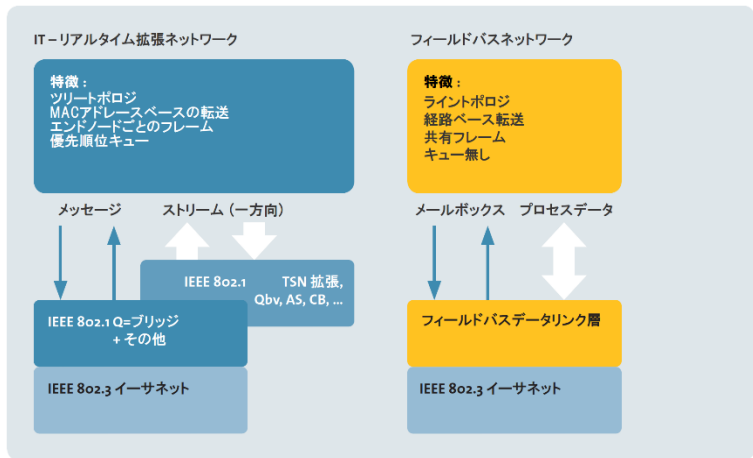 IT – リアルタイム拡張ネットワーク
特徴：
ツリートポロジ
MACアドレースベースの転送
エンドノードごとのフレーム
優先順位キュー
メッセージ
ストリーム (一方向)
IEEE 802.1 TSN 拡張,
Qbv, AS, CB, ...
IEEE 802.1 Q=ブリッジ
+ その他
IEEE 802.3 イーサネット
フィールドバスネットワーク
特徴：
ライントポロジ
経路ベース転送
共有フレーム
キュー無し
メールボックス
プロセスデータ
フィールドバスデータリンク層
IEEE 802.3 イーサネット